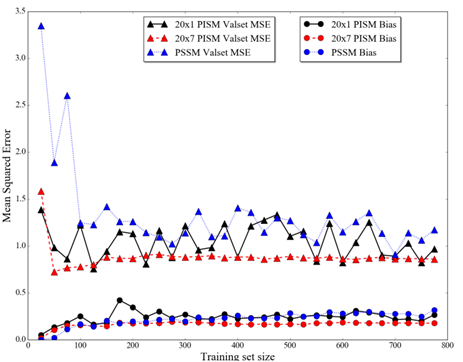 3.5
20x1 PISM Valset MSE
20x7 PISM Valset MSE
PSSM Valset MSE
20x1 PISM Bias
20x7 PISM Bias
PSSM Bias
3.0
2.5
2.0
1.5
1.0
0.5
0.0
Mean Squared Error
0 100 200 300 400 500 600 700 800
Training set size